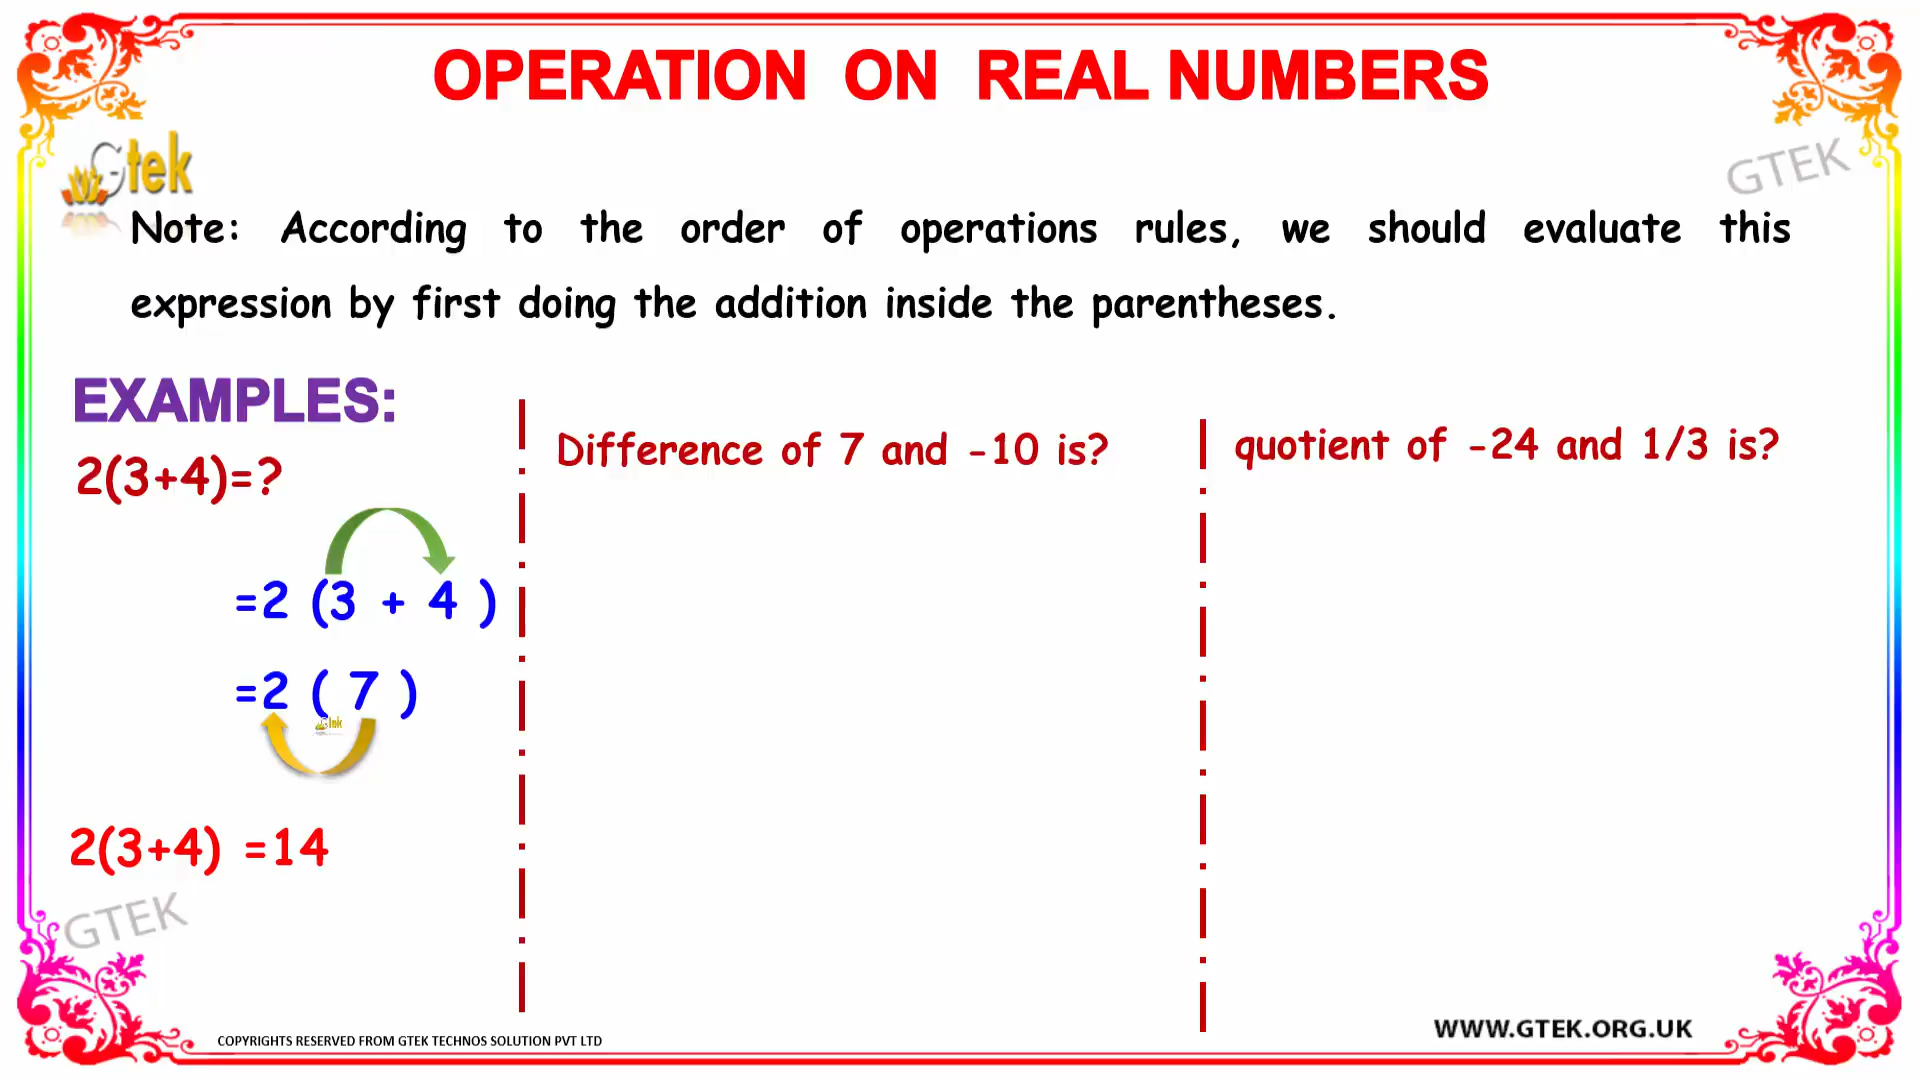 OPERATION ON REAL NUMBERS
Gtek
GTEK
Note: According to the order of operations rules, we should evaluate this
expression by first doing the addition inside the parentheses.
EXAMPLES:
2(3+4)=?
=2 (3 + 4 )
=2 ( 7 )
Gtek
2(3+4) =14
Difference of 7 and -10 is?
quotient of -24 and 1/3 is?
GTEK
COPYRIGHTS RESERVED FROM GTEK TECHNOS SOLUTION PVT LTD
WWW.GTEK.ORG.UK